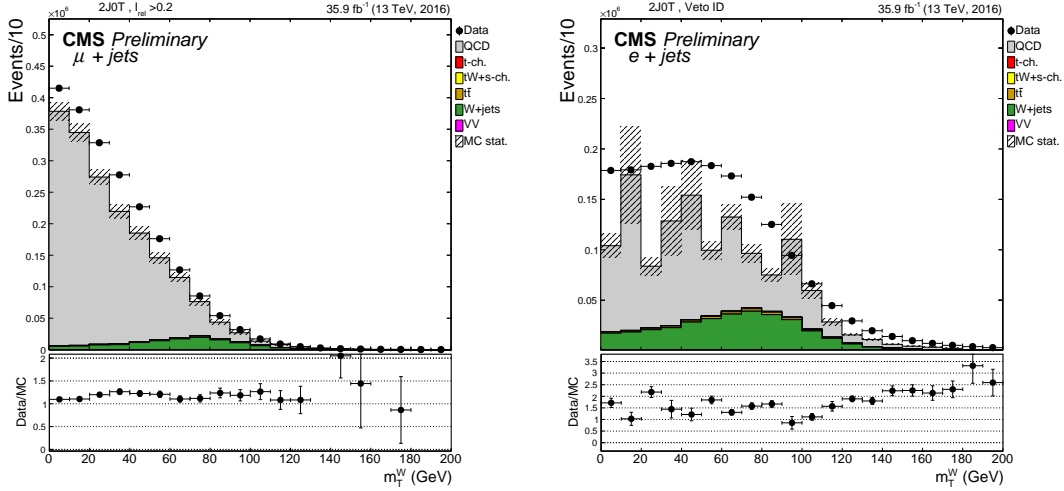 2J0T , I_rel >0.2 35.9 fb⁻¹ (13 TeV, 2016)
×10⁶
CMS Preliminary
μ + jets
Events/10
0.5
0.45
0.4
0.35
0.3
0.25
0.2
0.15
0.1
0.05
0
Data
QCD
t-ch.
tW+s-ch.
tt̄
W+jets
VV
MC stat.
Data/MC
2
1.5
1
0.5
0
0 20 40 60 80 100 120 140 160 180 200
m_T^W (GeV)
2J0T , Veto ID 35.9 fb⁻¹ (13 TeV, 2016)
×10⁶
CMS Preliminary
e + jets
Events/10
0.3
0.25
0.2
0.15
0.1
0.05
Data
QCD
t-ch.
tW+s-ch.
tt̄
W+jets
VV
MC stat.
Data/MC
3.5
3
2.5
2
1.5
1
0.5
0
0 20 40 60 80 100 120 140 160 180 200
m_T^W (GeV)